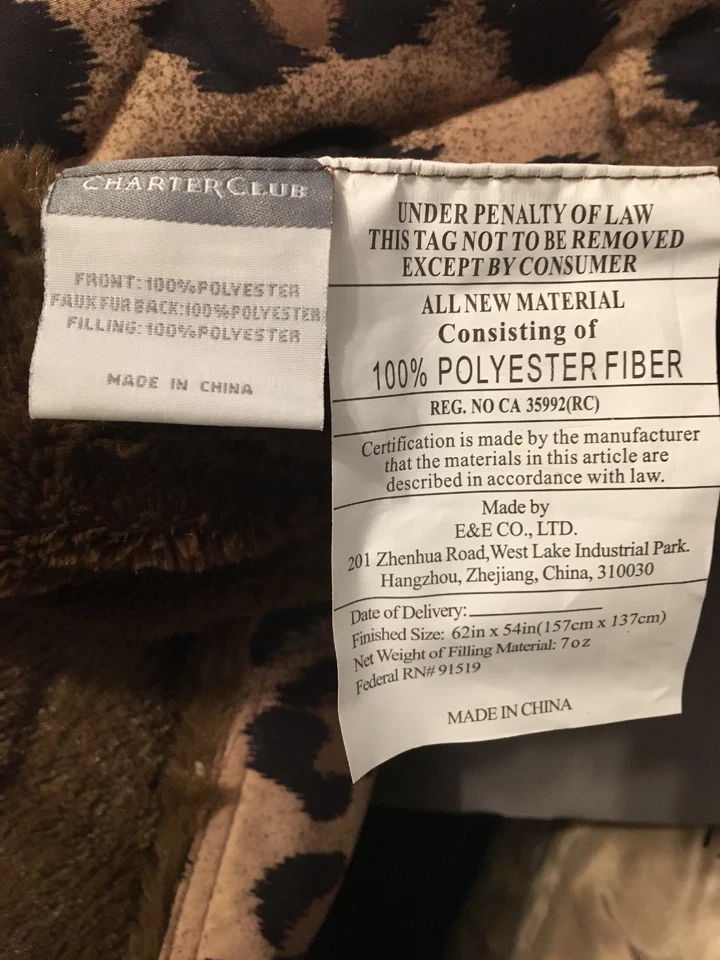 CHARTER CLUB
FRONT: 100% POLYESTER
FAUX FUR BACK: 100% POLYESTER
FILLING: 100% POLYESTER
MADE IN CHINA
UNDER PENALTY OF LAW
THIS TAG NOT TO BE REMOVED
EXCEPT BY CONSUMER
ALL NEW MATERIAL
Consisting of
100% POLYESTER FIBER
REG. NO CA 35992(RC)
Certification is made by the manufacturer
that the materials in this article are
described in accordance with law.
Made by
E&E CO., LTD.
201 Zhenhua Road,West Lake Industrial Park.
Hangzhou, Zhejiang, China, 310030
Date of Delivery:
Finished Size: 62in x 54in(157cm x 137cm)
Net Weight of Filling Material: 7oz
Federal RN# 91519
MADE IN CHINA